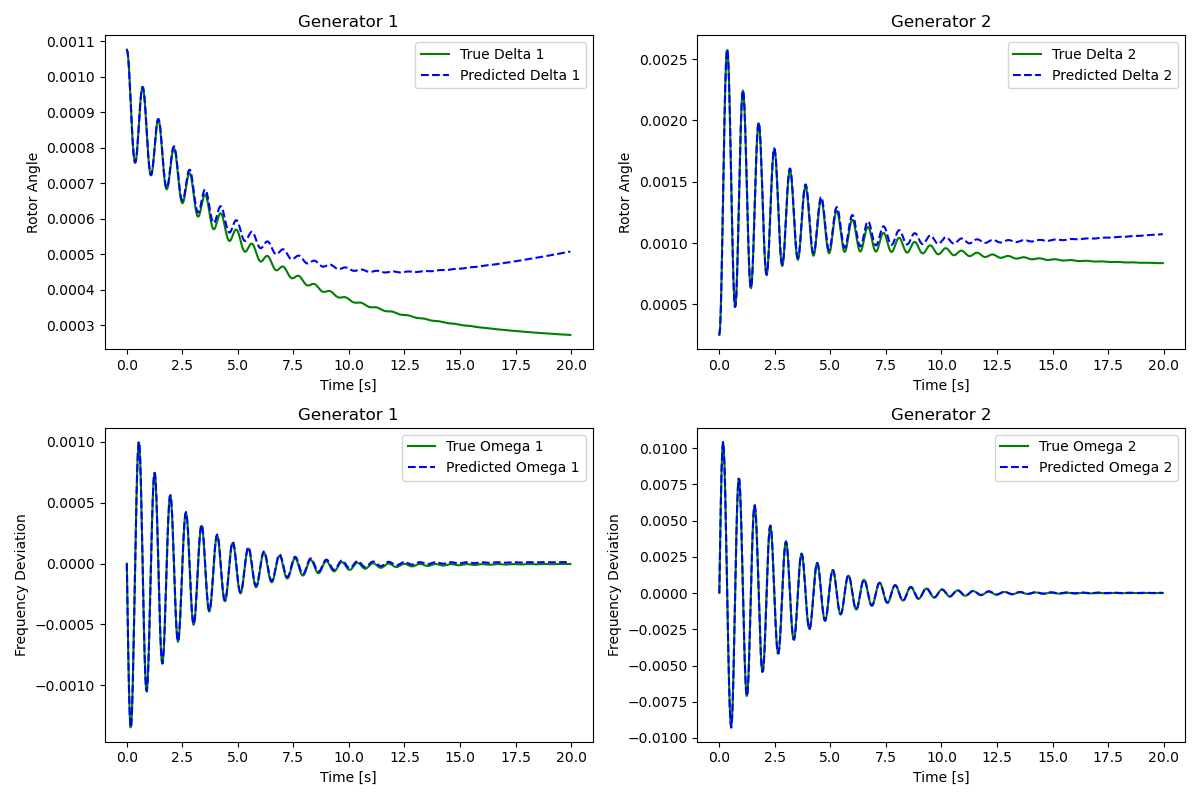 Generator 1
True Delta 1
Predicted Delta 1
Rotor Angle
0.0011
0.0010
0.0009
0.0008
0.0007
0.0006
0.0005
0.0004
0.0003
0.0 2.5 5.0 7.5 10.0 12.5 15.0 17.5 20.0
Time [s]
Generator 2
True Delta 2
Predicted Delta 2
Rotor Angle
0.0025
0.0020
0.0015
0.0010
0.0005
0.0 2.5 5.0 7.5 10.0 12.5 15.0 17.5 20.0
Time [s]
Generator 1
True Omega 1
Predicted Omega 1
Frequency Deviation
0.0010
0.0005
0.0000
−0.0005
−0.0010
0.0 2.5 5.0 7.5 10.0 12.5 15.0 17.5 20.0
Time [s]
Generator 2
True Omega 2
Predicted Omega 2
Frequency Deviation
0.0100
0.0075
0.0050
0.0025
0.0000
−0.0025
−0.0050
−0.0075
−0.0100
0.0 2.5 5.0 7.5 10.0 12.5 15.0 17.5 20.0
Time [s]